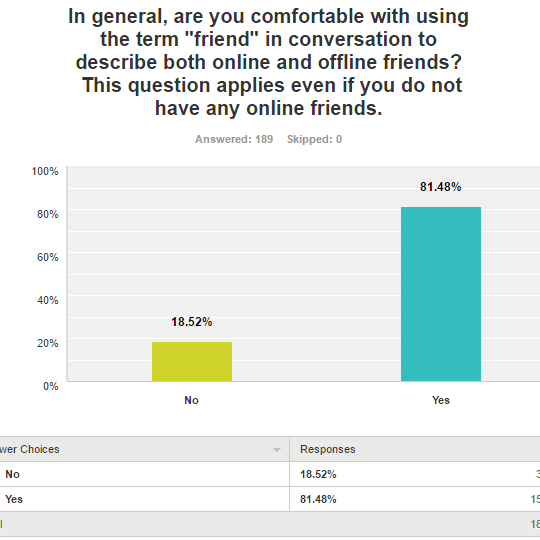 In general, are you comfortable with using
the term "friend" in conversation to
describe both online and offline friends?
This question applies even if you do not
have any online friends.
Answered: 189 Skipped: 0
100%
80%
60%
40%
20%
0%
81.48%
18.52%
No
Yes
wer Choices
Responses
No
18.52%
3
Yes
81.48%
15
l
18